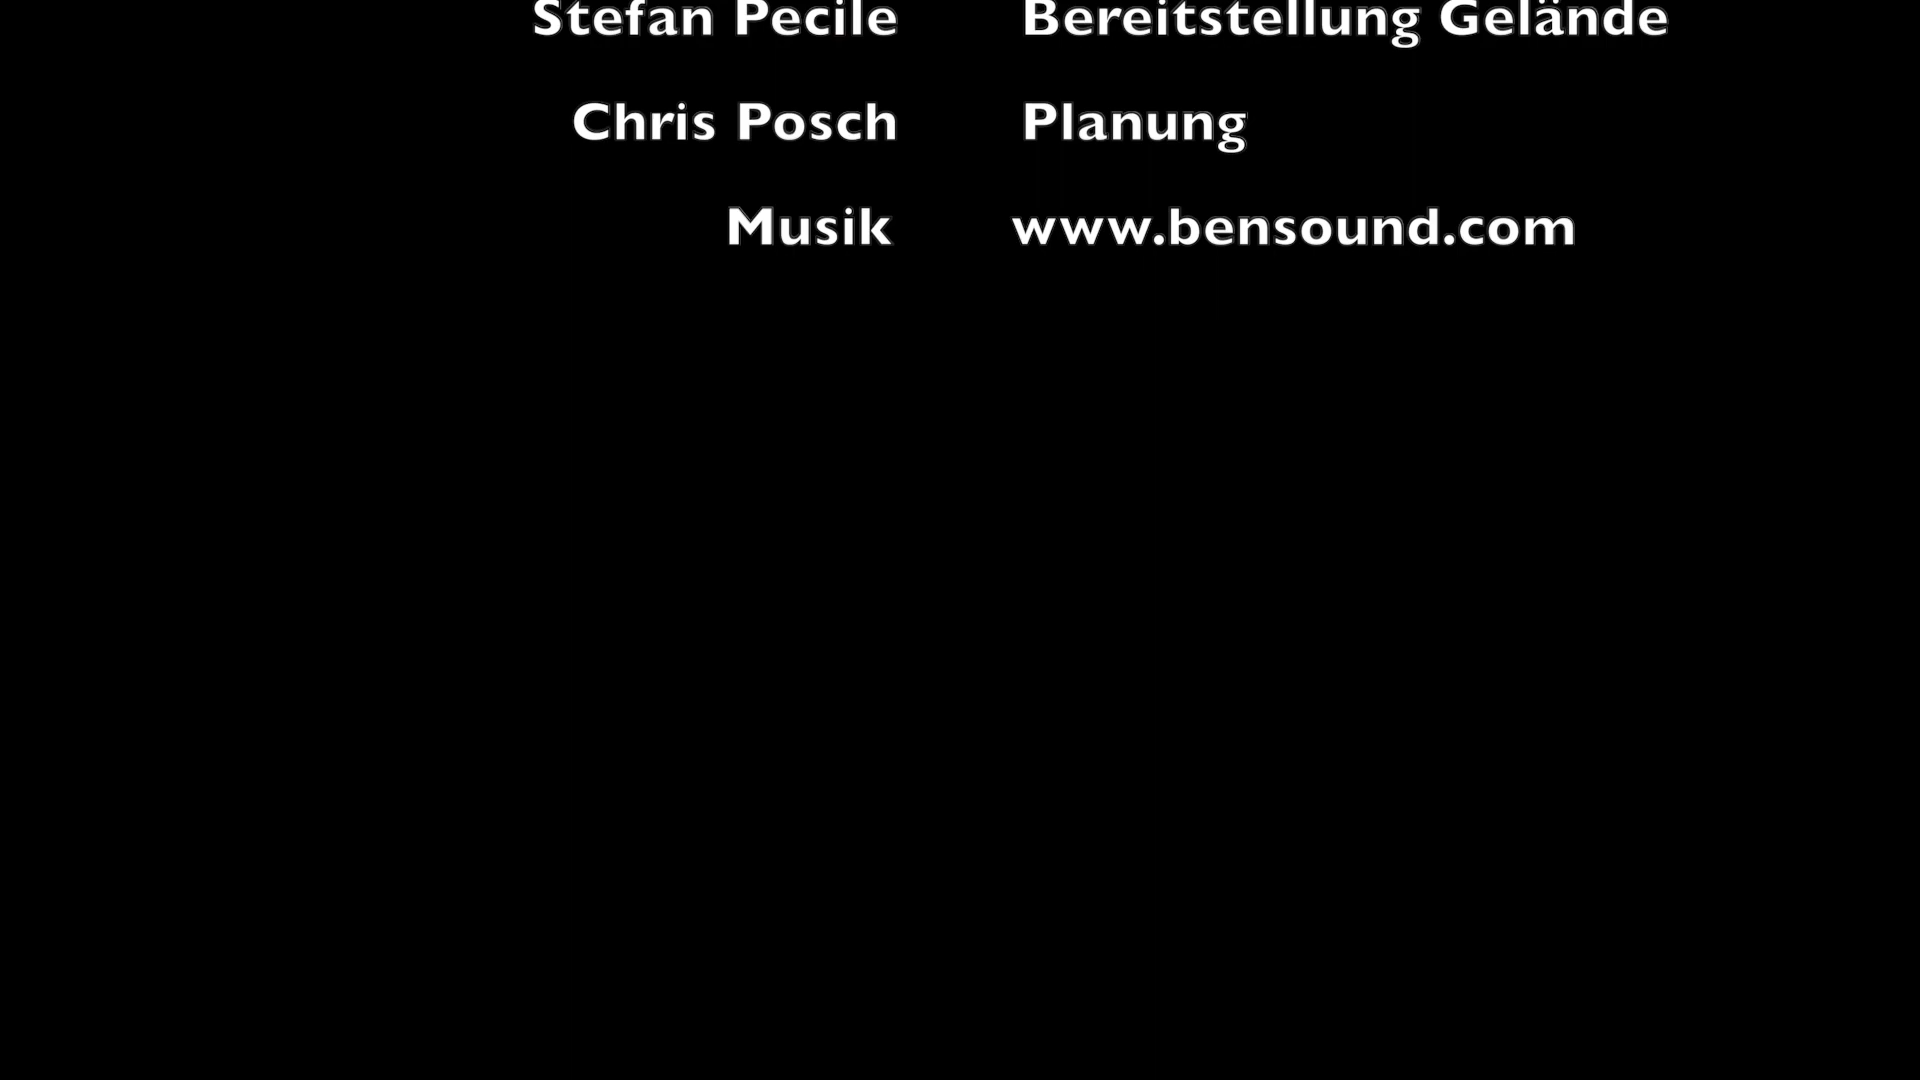 Stefan Pecile Bereitstellung Gelände
Chris Posch Planung
Musik www.bensound.com